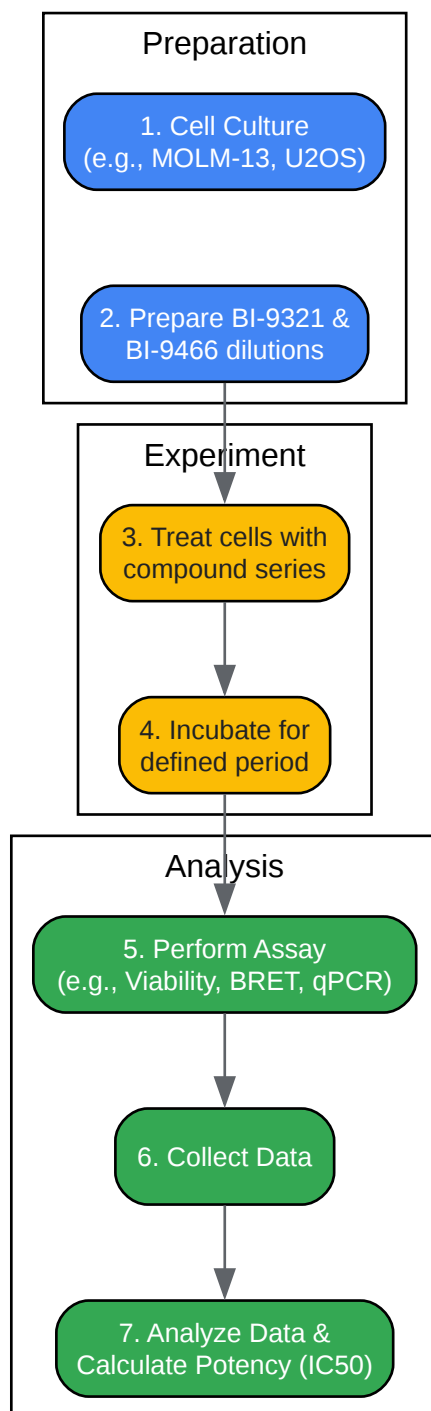 Preparation
1. Cell Culture
(e.g., MOLM-13, U2OS)
2. Prepare BI-9321 &
BI-9466 dilutions
Experiment
3. Treat cells with
compound series
4. Incubate for
defined period
Analysis
5. Perform Assay
(e.g., Viability, BRET, qPCR)
6. Collect Data
7. Analyze Data &
Calculate Potency (IC50)